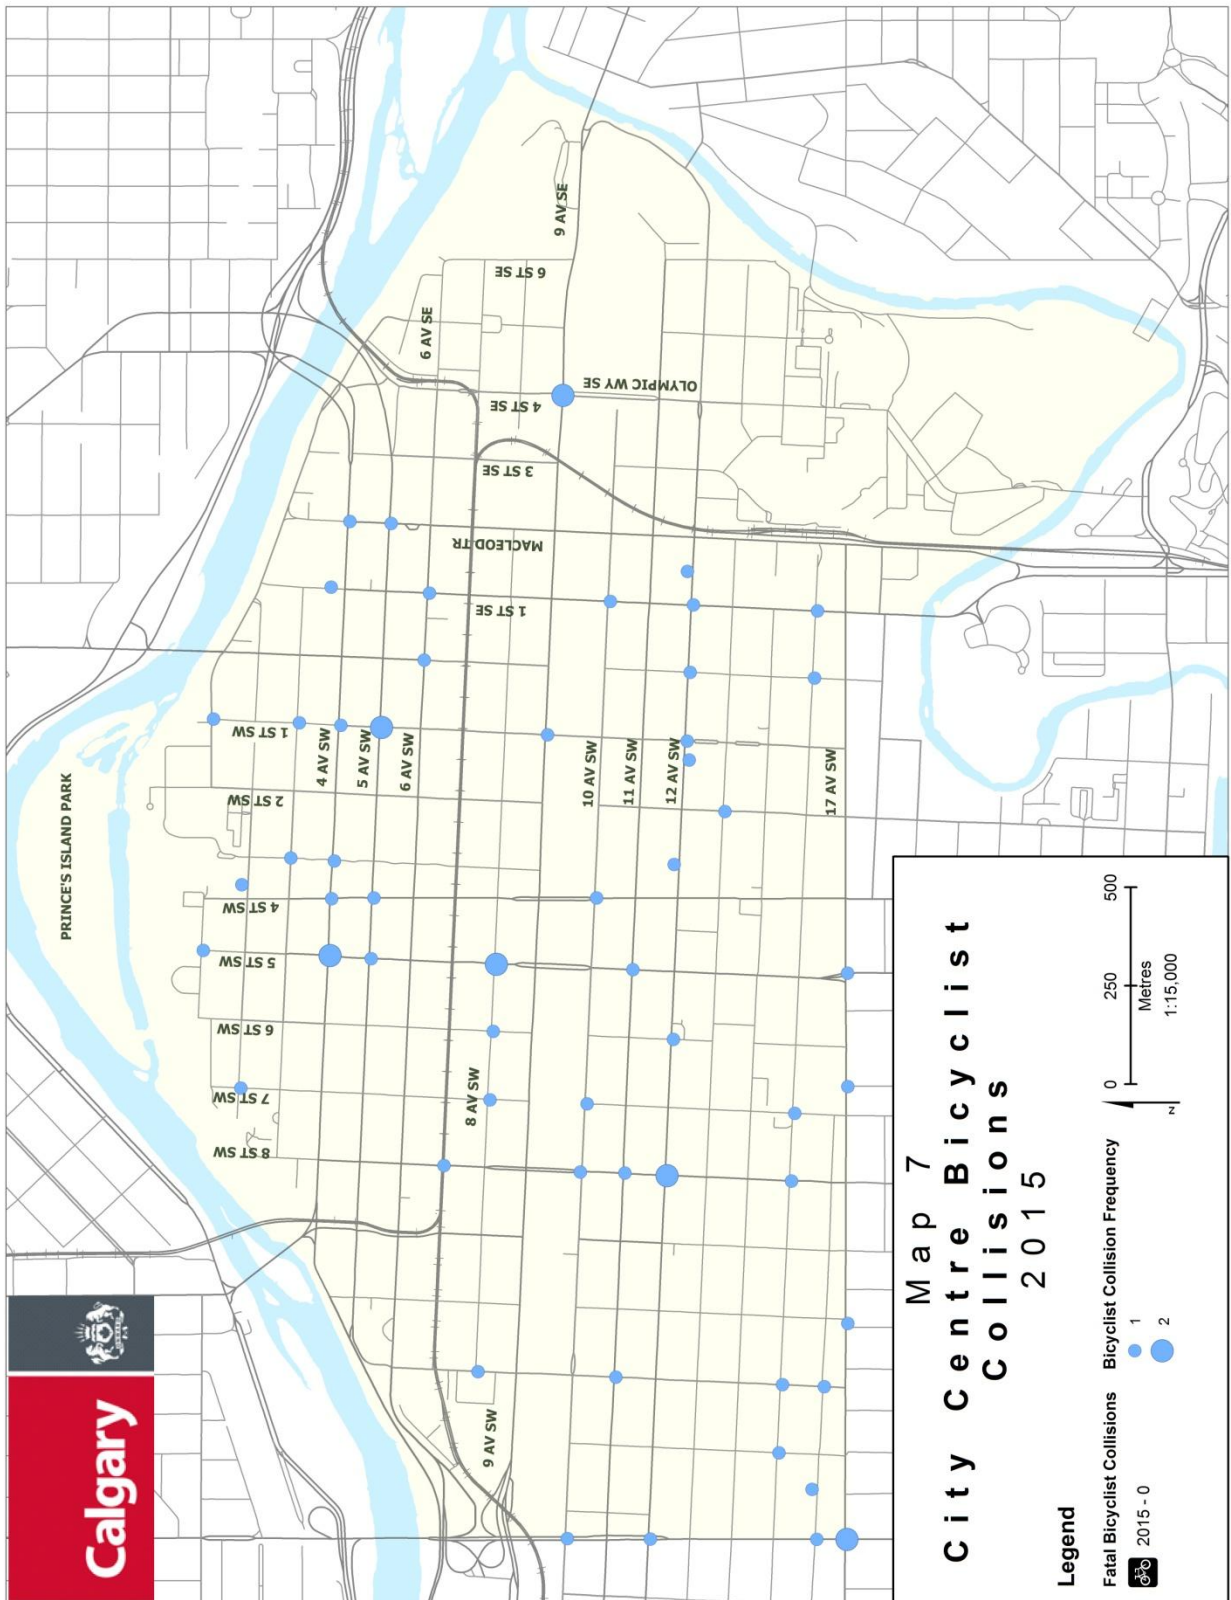 Calgary
PRINCE'S ISLAND PARK
1 ST SW
2 ST SW
4 ST SW
5 ST SW
6 ST SW
7 ST SW
8 ST SW
4 AV SW
5 AV SW
6 AV SW
8 AV SW
9 AV SW
10 AV SW
11 AV SW
12 AV SW
17 AV SW
1 ST SE
MACLEOD TR
3 ST SE
4 ST SE
6 ST SE
6 AV SE
9 AV SE
OLYMPIC WY SE
Map 7
City Centre Bicyclist
Collisions
2015
Legend
Fatal Bicyclist Collisions
2015 - 0
Bicyclist Collision Frequency
1
2
0 250 500
Metres
1:15,000
N